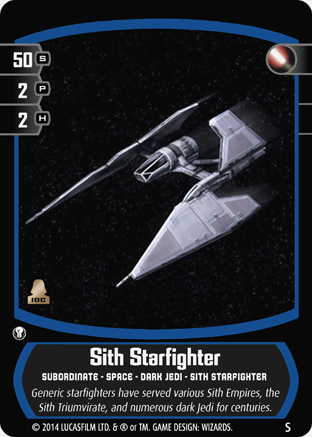 50 S
2 P
2 H
IDC
Sith Starfighter
SUBORDINATE - SPACE - DARK JEDI - SITH STARFIGHTER
Generic starfighters have served various Sith Empires, the
Sith Triumvirate, and numerous dark Jedi for centuries.
© 2014 LUCASFILM LTD. & ® or TM. GAME DESIGN: WIZARDS. S